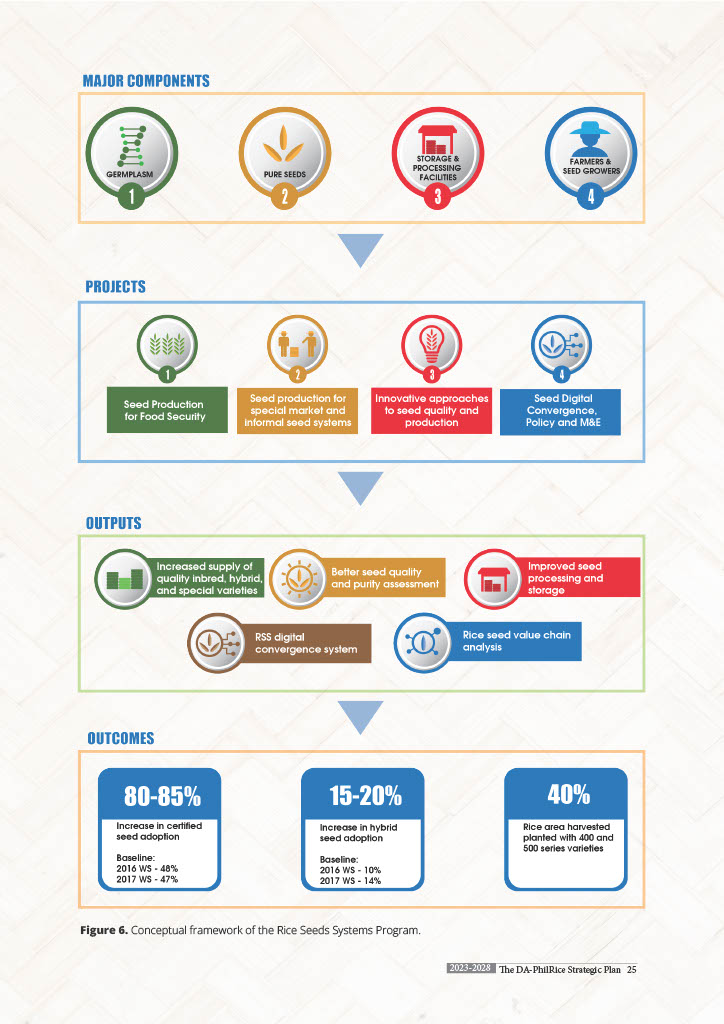 MAJOR COMPONENTS
GERMPLASM
1
PURE SEEDS
2
STORAGE &
PROCESSING
FACILITIES
3
FARMERS &
SEED GROWERS
4
PROJECTS
1
Seed Production
for Food Security
2
Seed production for
special market and
informal seed systems
3
Innovative approaches
to seed quality and
production
4
Seed Digital
Convergence,
Policy and M&E
OUTPUTS
Increased supply of
quality inbred, hybrid,
and special varieties
Better seed quality
and purity assessment
Improved seed
processing and
storage
RSS digital
convergence system
Rice seed value chain
analysis
OUTCOMES
80-85%
Increase in certified
seed adoption
Baseline:
2016 WS - 48%
2017 WS - 47%
15-20%
Increase in hybrid
seed adoption
Baseline:
2016 WS - 10%
2017 WS - 14%
40%
Rice area harvested
planted with 400 and
500 series varieties
Figure 6. Conceptual framework of the Rice Seeds Systems Program.
2023-2028 The DA-PhilRice Strategic Plan 25